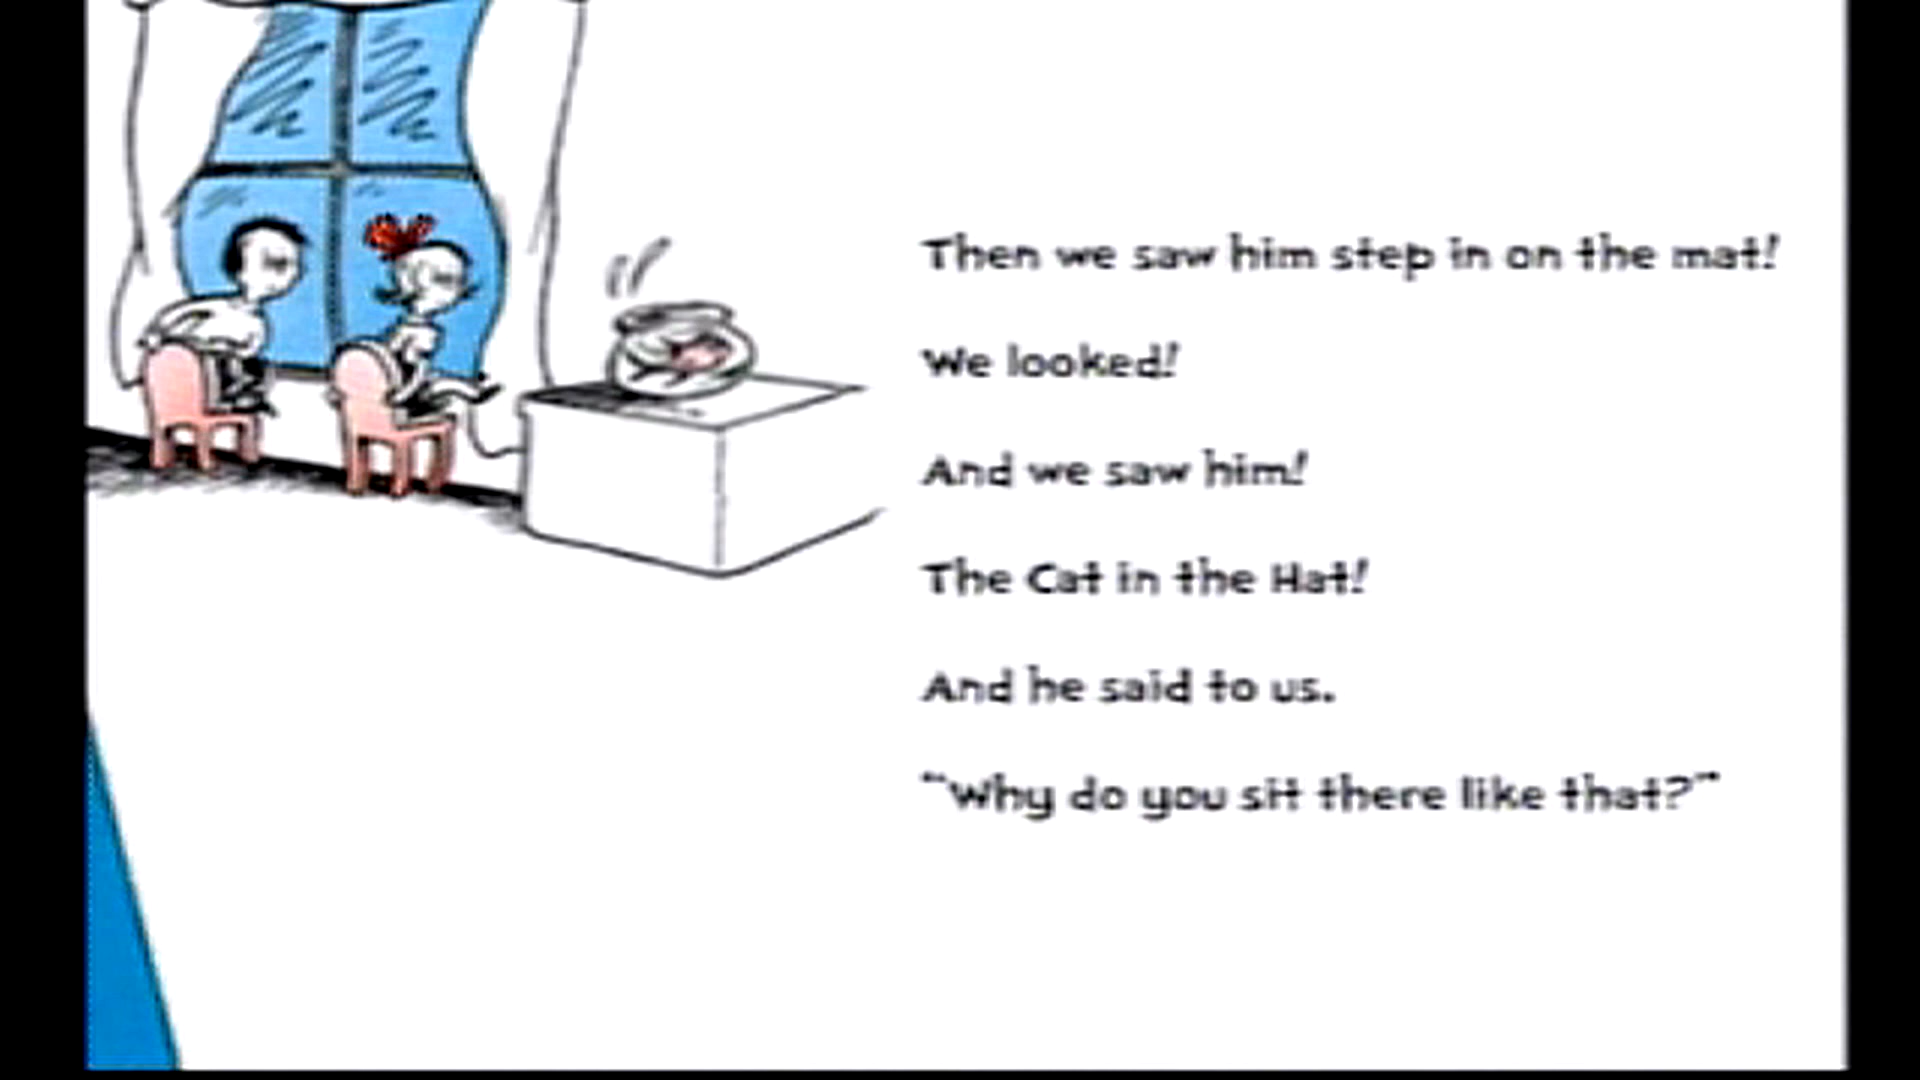 Then we saw him step in on the mat!
We looked!
And we saw him!
The Cat in the Hat!
And he said to us.
"Why do you sit there like that?"